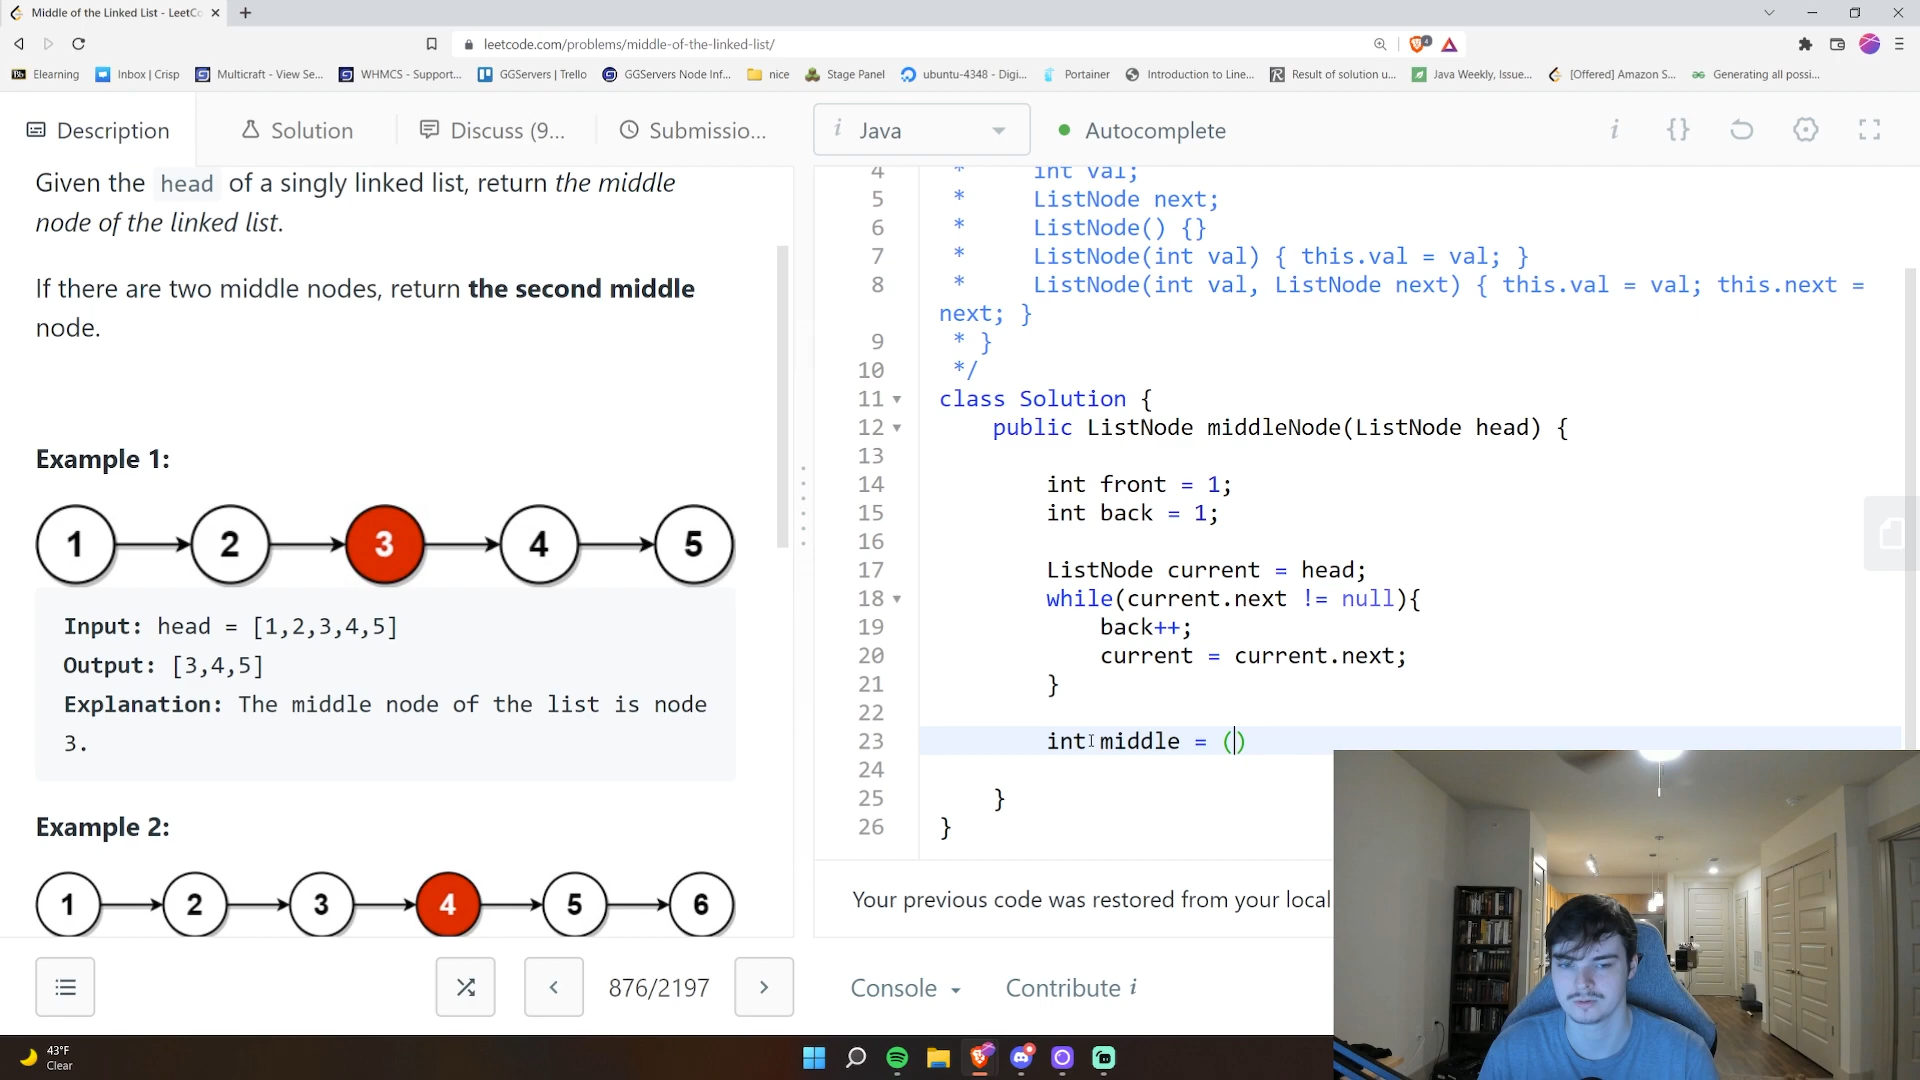 Middle of the Linked List - LeetCo
leetcode.com/problems/middle-of-the-linked-list/
4
Bb Elearning
Inbox | Crisp
Multicraft - View Se...
WHMCS - Support...
GGServers | Trello
GGServers Node Inf...
nice
Stage Panel
ubuntu-4348 - Digi...
Portainer
Introduction to Line...
Result of solution u...
Java Weekly, Issue...
[Offered] Amazon S...
Generating all possi...
Description
Solution
Discuss (9...
Submissio...
i Java
Autocomplete
i {}
Given the head of a singly linked list, return the middle
node of the linked list.
If there are two middle nodes, return the second middle
node.
Example 1:
1 2 3 4 5
Input: head = [1,2,3,4,5]
Output: [3,4,5]
Explanation: The middle node of the list is node
3.
Example 2:
1 2 3 4 5 6
876/2197
4 * int val;
5 * ListNode next;
6 * ListNode() {}
7 * ListNode(int val) { this.val = val; }
8 * ListNode(int val, ListNode next) { this.val = val; this.next =
next; }
9 * }
10 */
11 class Solution {
12 public ListNode middleNode(ListNode head) {
13
14 int front = 1;
15 int back = 1;
16
17 ListNode current = head;
18 while(current.next != null){
19 back++;
20 current = current.next;
21 }
22
23 int middle = ()
24
25 }
26 }
Your previous code was restored from your local
Console
Contribute i
43°F
Clear